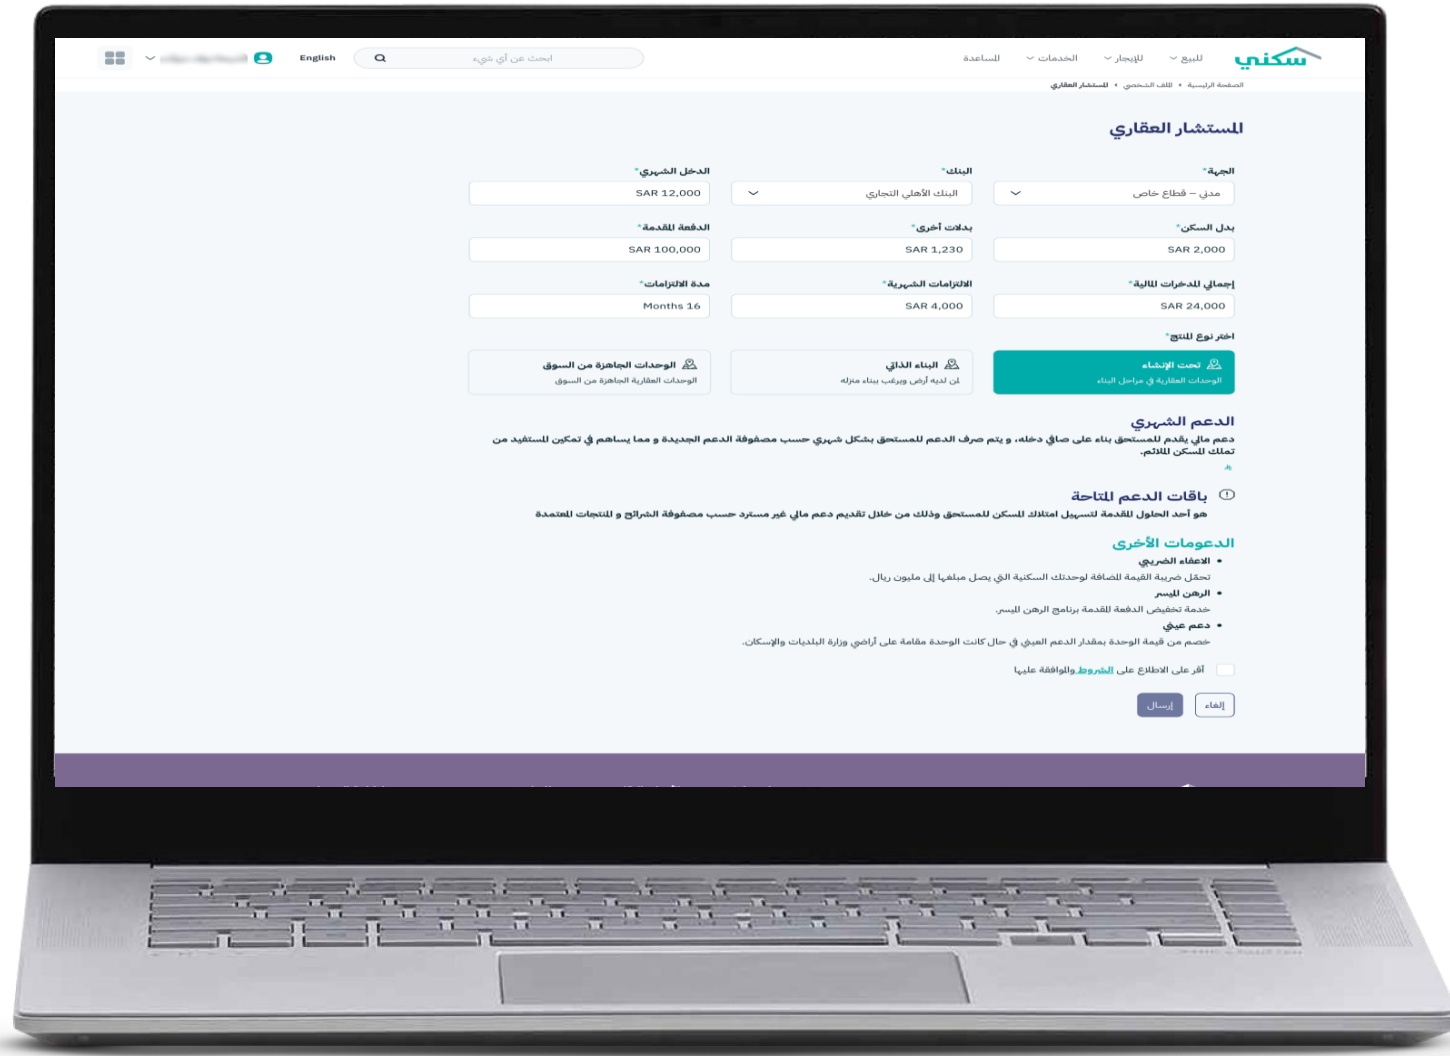 سكني
للبيع
للإيجار
الخدمات
المساعدة
ابحث عن أي شيء
English
الصفحة الرئيسية • الملف الشخصي • المستشار العقاري
المستشار العقاري
الجهة*
البنك*
الدخل الشهري*
مدني – قطاع خاص
البنك الأهلي التجاري
SAR 12,000
بدل السكن*
بدلات أخرى*
الدفعة المقدمة*
SAR 2,000
SAR 1,230
SAR 100,000
إجمالي المدخرات المالية*
الالتزامات الشهرية*
مدة الالتزامات*
SAR 24,000
SAR 4,000
Months 16
اختر نوع المنتج*
تحت الإنشاء
الوحدات العقارية في مراحل البناء
البناء الذاتي
لمن لديه أرض ويرغب ببناء منزله
الوحدات الجاهزة من السوق
الوحدات العقارية الجاهزة من السوق
الدعم الشهري
دعم مالي يقدم للمستحق بناء على صافي دخله، و يتم صرف الدعم للمستحق بشكل شهري حسب مصفوفة الدعم الجديدة و مما يساهم في تمكين المستفيد من
تملك المسكن الملائم.
باقات الدعم المتاحة
هو أحد الحلول المقدمة لتسهيل امتلاك المسكن للمستحق وذلك من خلال تقديم دعم مالي غير مسترد حسب مصفوفة الشرائح و المنتجات المعتمدة
الدعومات الأخرى
• الاعفاء الضريبي
تحمّل ضريبة القيمة المضافة لوحدتك السكنية التي يصل مبلغها إلى مليون ريال.
• الرهن الميسر
خدمة تخفيض الدفعة المقدمة برنامج الرهن الميسر.
• دعم عيني
خصم من قيمة الوحدة بمقدار الدعم العيني في حال كانت الوحدة مقامة على أراضي وزارة البلديات والإسكان.
أقر على الاطلاع على الشروط والموافقة عليها
إلغاء
إرسال